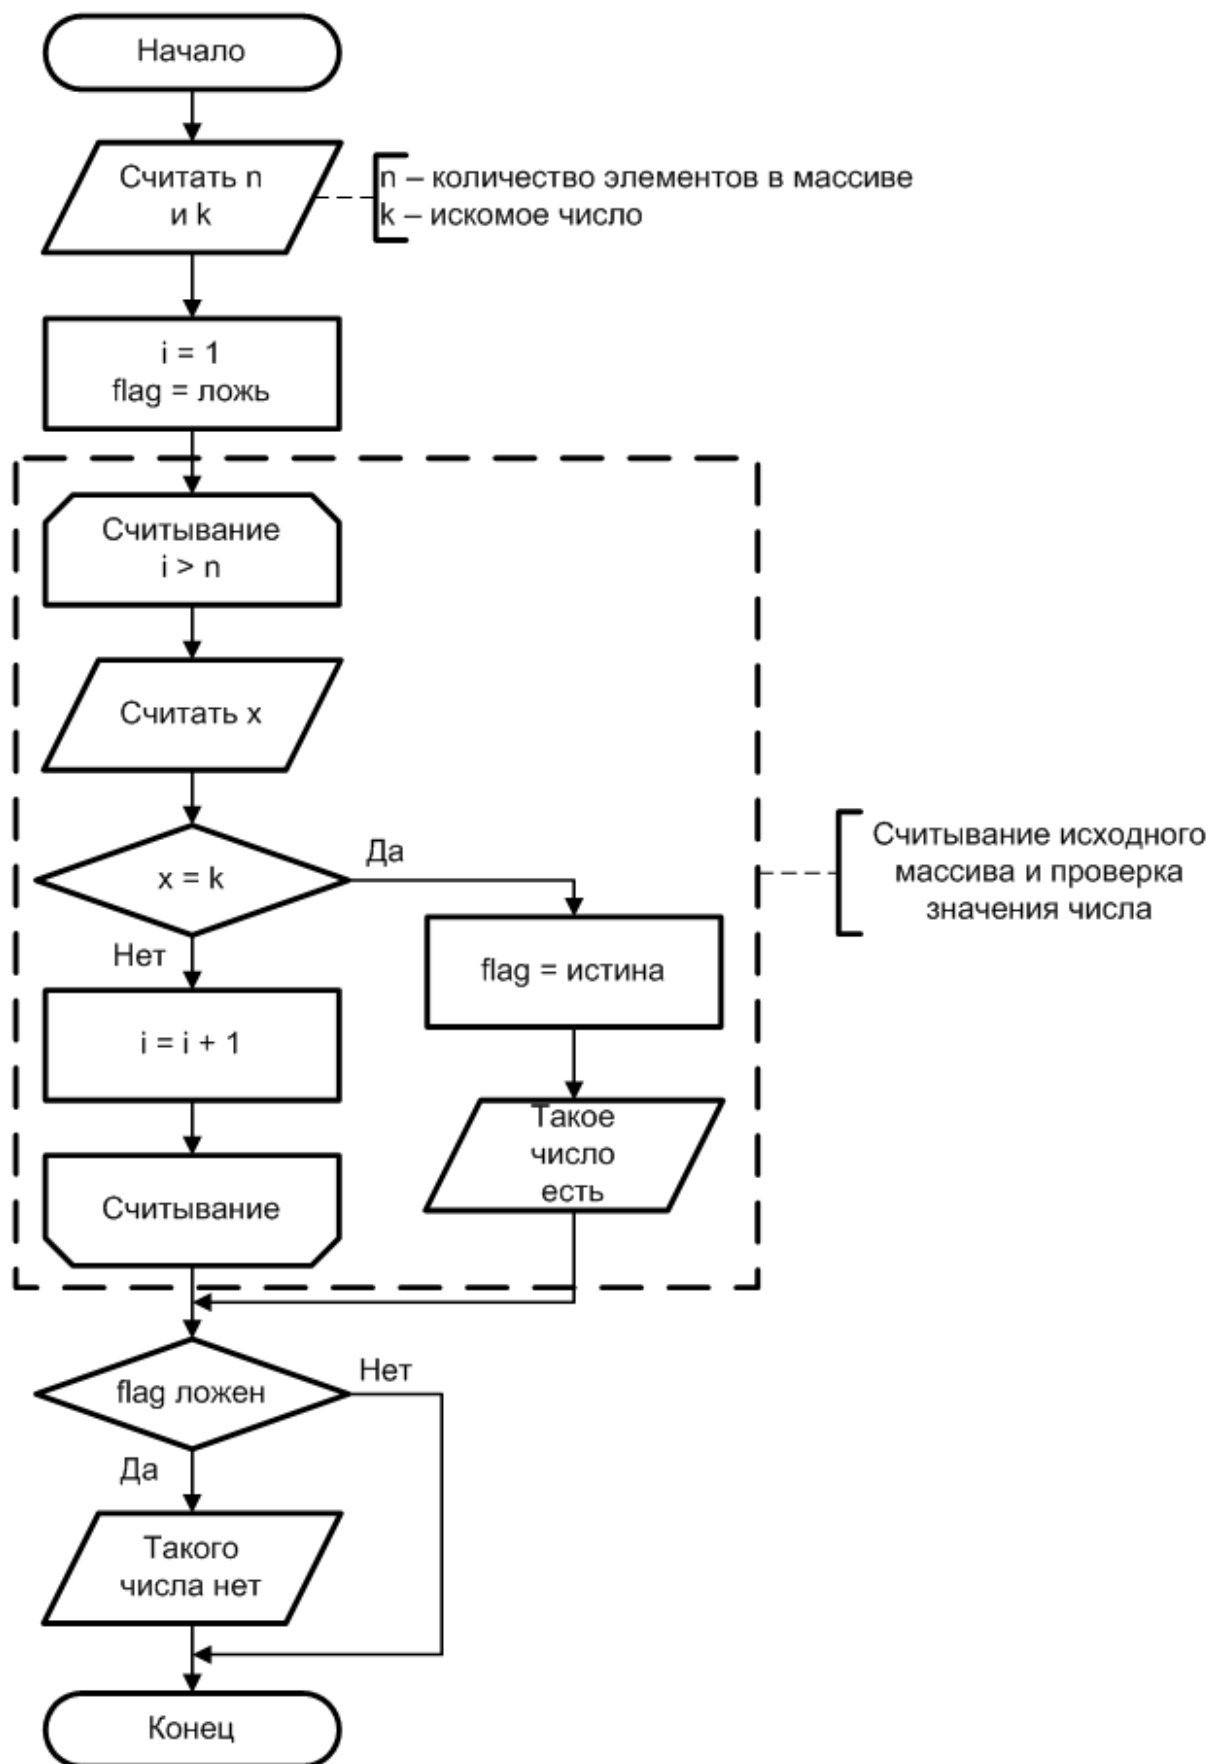 Начало
Считать n
и k
n – количество элементов в массиве
k – искомое число
i = 1
flag = ложь
Считывание
i > n
Считать x
x = k
Да
Нет
flag = истина
i = i + 1
Такое
число
есть
Считывание
Считывание исходного
массива и проверка
значения числа
flag ложен
Нет
Да
Такого
числа нет
Конец